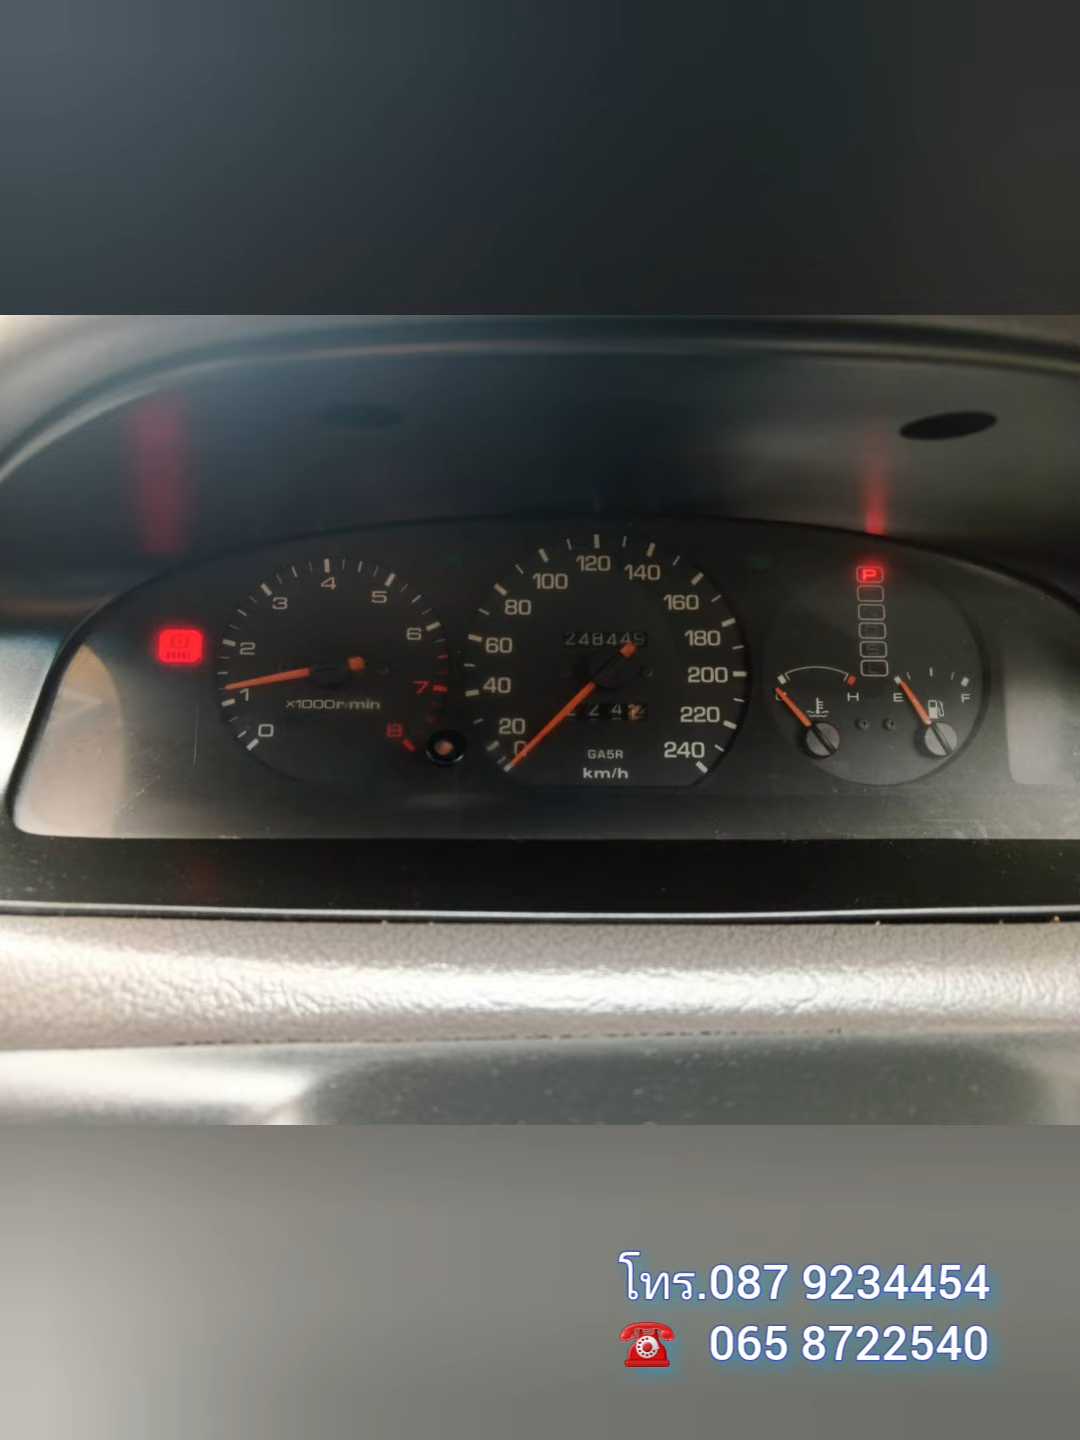 4
3
5
2
6
1
7
x1000r/min
0
8
120
100
140
80
160
60
248449
180
40
200
20
220
0
GA5R
240
km/h
P
L
C
H
E
F
BRAKE
โทร.087 9234454
☎ 065 8722540